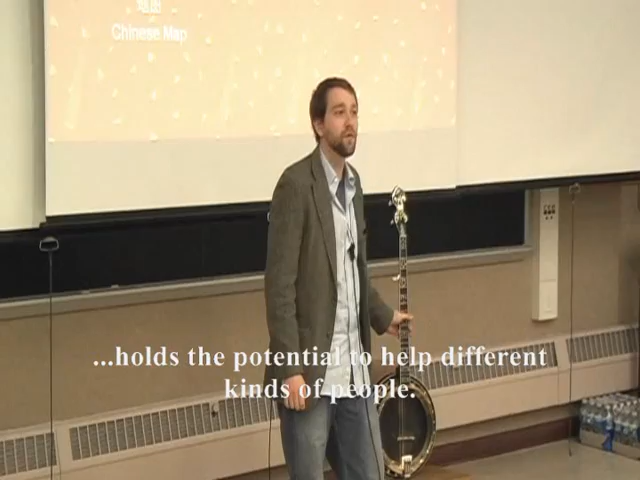 地图
Chinese Map
...holds the potential to help different
kinds of people.